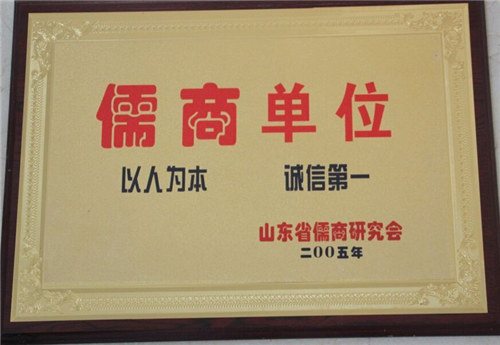 儒商单位
以人为本 诚信第一
山东省儒商研究会
二00五年